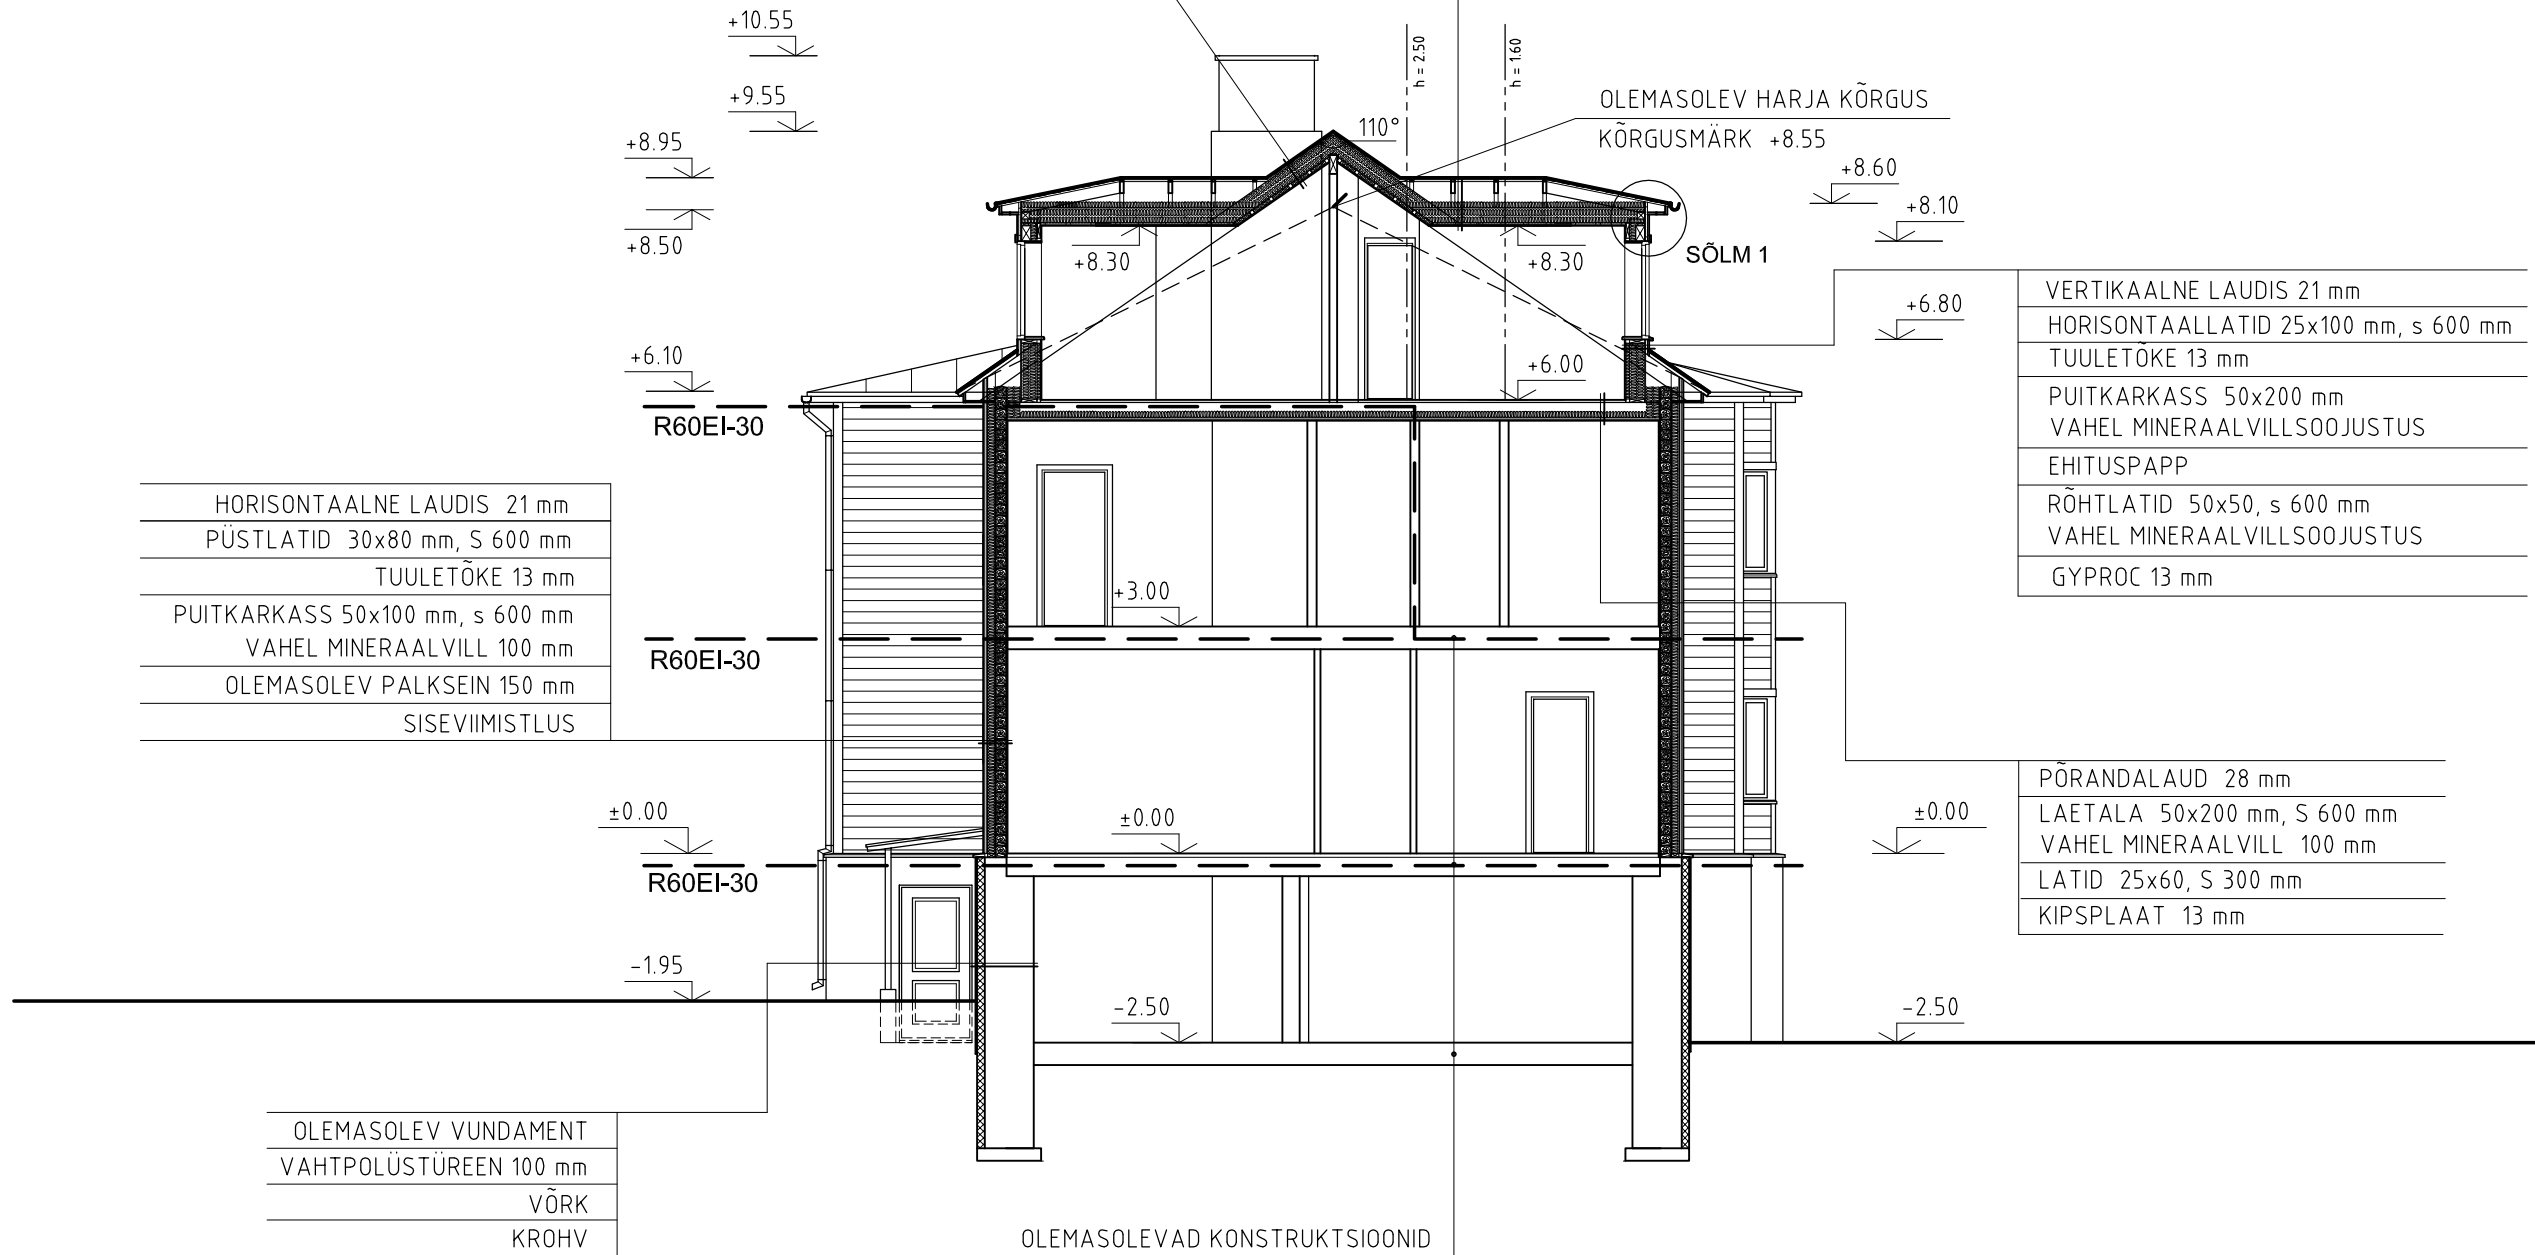 +10.55
+9.55
+8.95
+8.50
h = 2.50
h = 1.60
110°
OLEMASOLEV HARJA KÕRGUS
KÕRGUSMÄRK +8.55
+8.60
+8.10
SÕLM 1
+8.30
+8.30
+6.80
+6.10
+6.00
R60EI-30
VERTIKAALNE LAUDIS 21 mm
HORISONTAALLATID 25x100 mm, s 600 mm
TUULETÕKE 13 mm
PUITKARKASS 50x200 mm
VAHEL MINERAALVILLSOOJUSTUS
EHITUSPAPP
RÕHTLATID 50x50, s 600 mm
VAHEL MINERAALVILLSOOJUSTUS
GYPROC 13 mm
HORISONTAALNE LAUDIS 21 mm
PÜSTLATID 30x80 mm, S 600 mm
TUULETÕKE 13 mm
PUITKARKASS 50x100 mm, s 600 mm
VAHEL MINERAALVILL 100 mm
OLEMASOLEV PALKSEIN 150 mm
SISEVIIMISTLUS
+3.00
R60EI-30
PÕRANDALAUD 28 mm
LAETALA 50x200 mm, S 600 mm
VAHEL MINERAALVILL 100 mm
LATID 25x60, S 300 mm
KIPSPLAAT 13 mm
±0.00
±0.00
±0.00
R60EI-30
-1.95
-2.50
-2.50
OLEMASOLEV VUNDAMENT
VAHTPOLÜSTÜREEN 100 mm
VÕRK
KROHV
OLEMASOLEVAD KONSTRUKTSIOONID